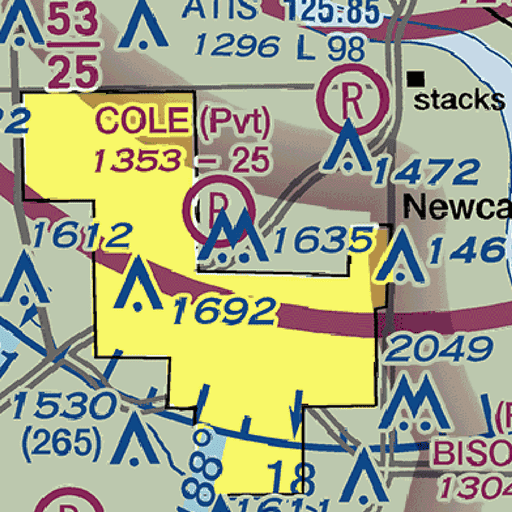 53
25
ATIS 125.85
1296 L 98
R
stacks
COLE (Pvt)
1353 - 25
1472
R
Newca
1612
1635
146
1692
2049
1530
(265)
88°
18
BISO
1304
R